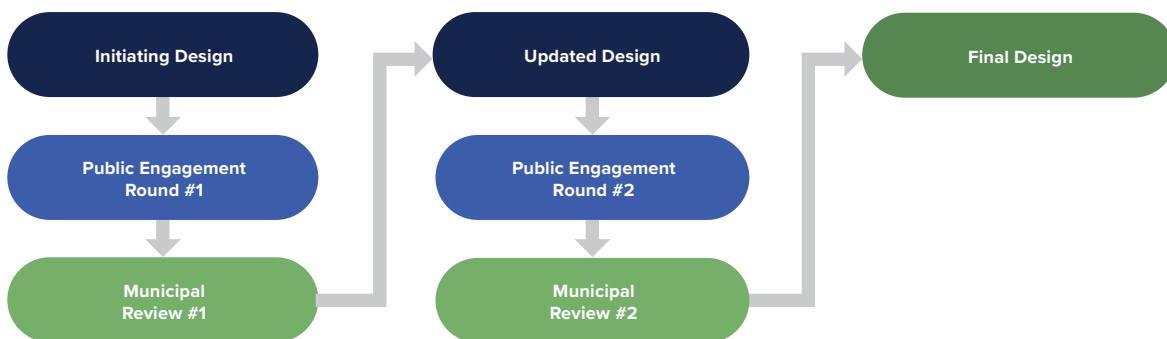 Initiating Design
Public Engagement
Round #1
Municipal
Review #1
Updated Design
Public Engagement
Round #2
Municipal
Review #2
Final Design